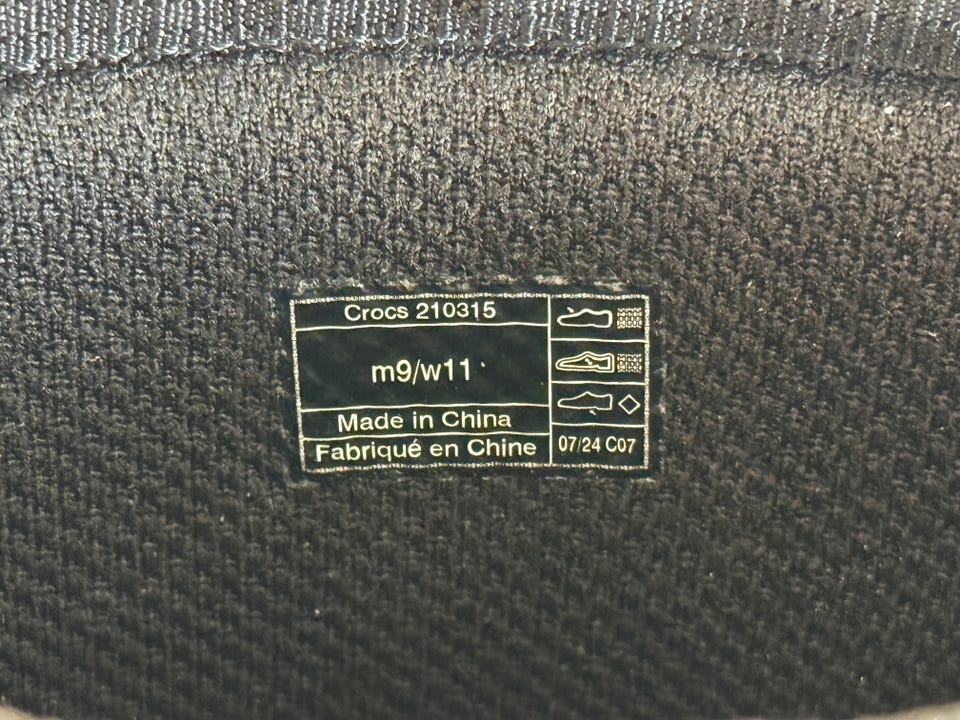 Crocs 210315
m9/w11
Made in China
Fabriqué en Chine
07/24 C07